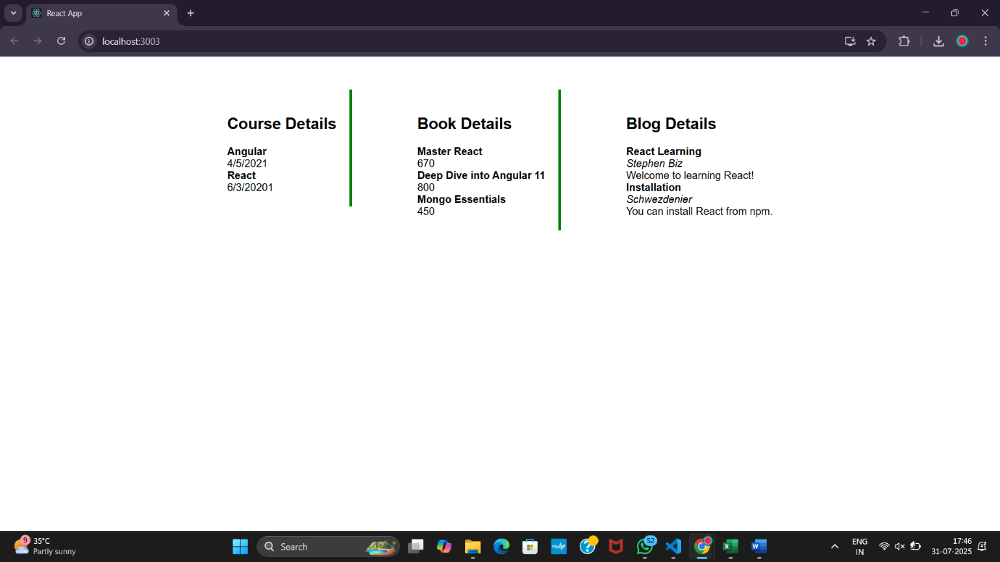 React App
localhost:3003
Course Details
Angular
4/5/2021
React
6/3/20201
Book Details
Master React
670
Deep Dive into Angular 11
800
Mongo Essentials
450
Blog Details
React Learning
Stephen Biz
Welcome to learning React!
Installation
Schwezdenier
You can install React from npm.
9
35°C
Partly sunny
Search
myhp
52
ENG
IN
17:46
31-07-2025